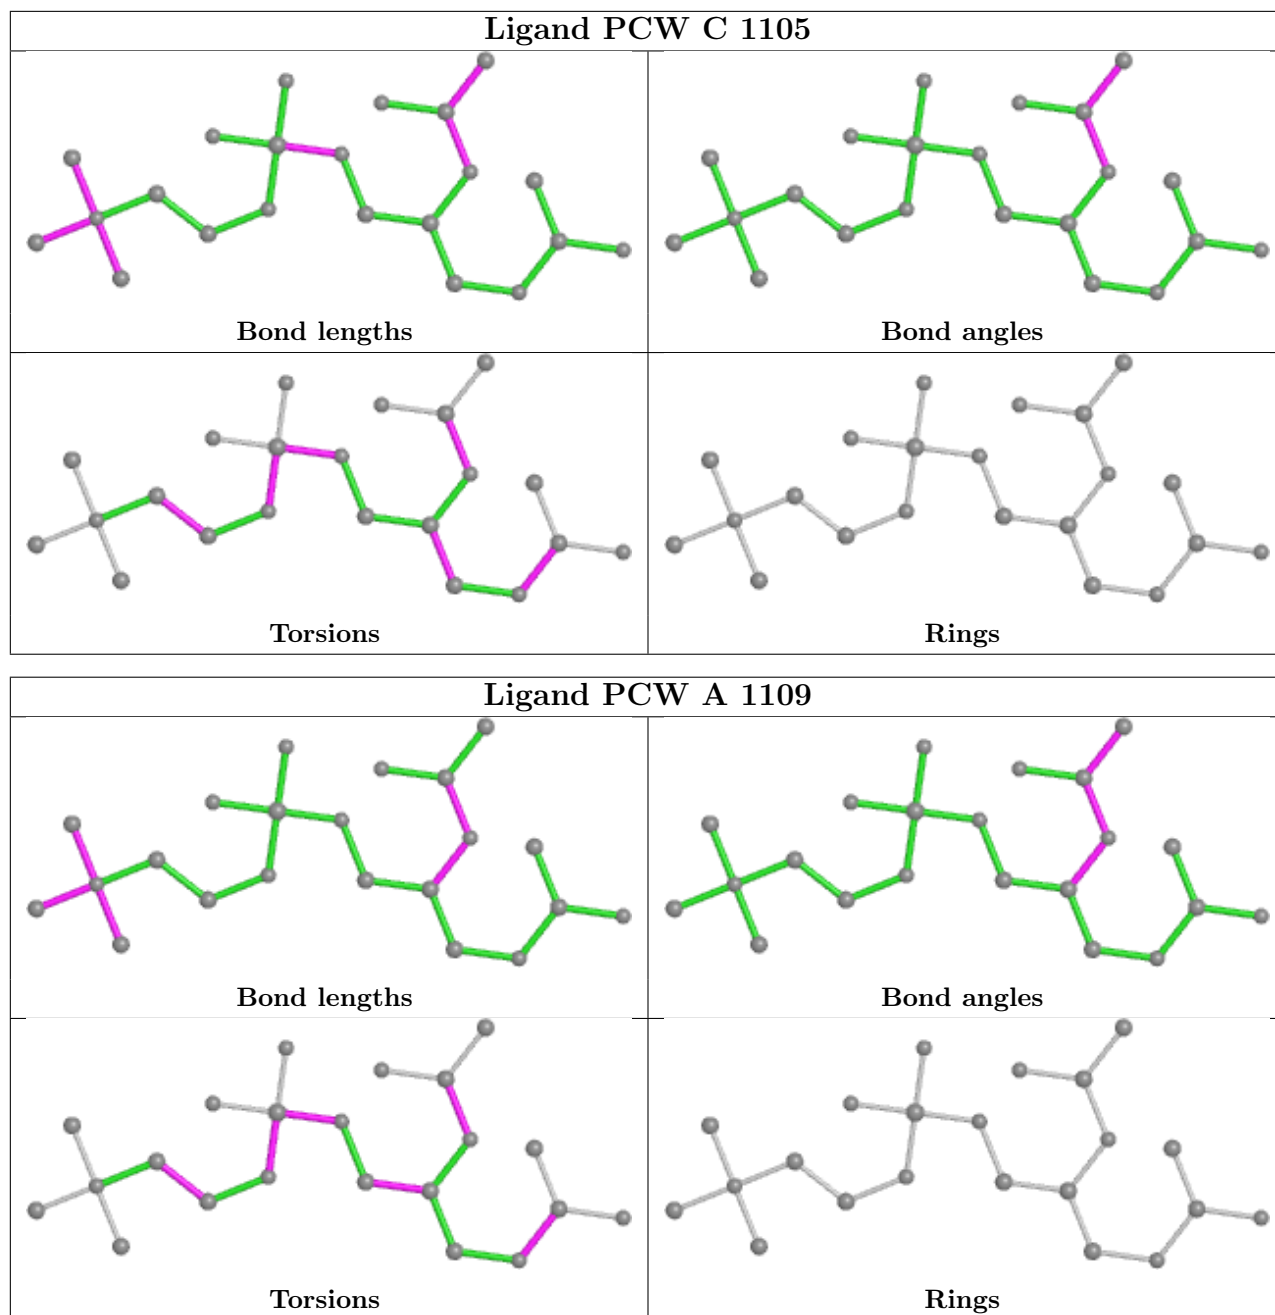 Ligand PCW C 1105
Bond lengths
Bond angles
Torsions
Rings
Ligand PCW A 1109
Bond lengths
Bond angles
Torsions
Rings